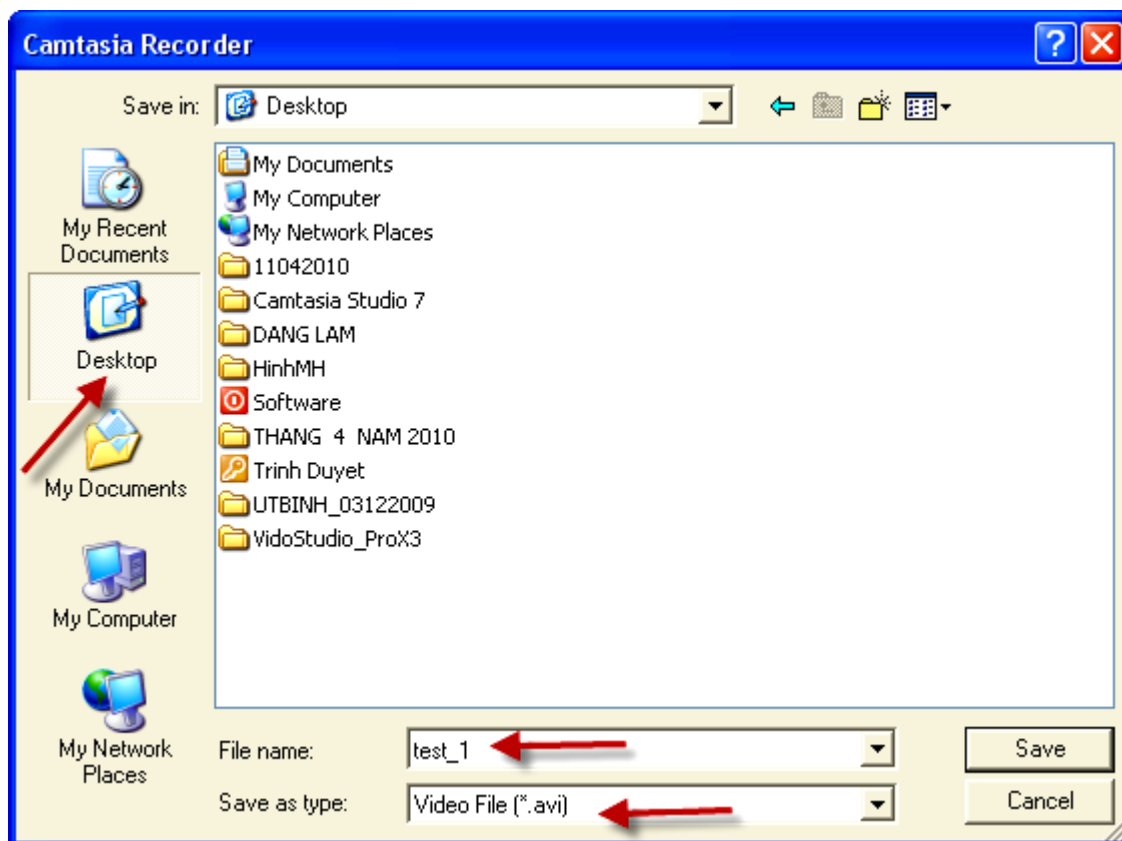 Camtasia Recorder
Save in:
Desktop
My Recent
Documents
Desktop
My Documents
My Computer
My Network
Places
My Documents
My Computer
My Network Places
11042010
Camtasia Studio 7
DANG LAM
HinhMH
Software
THANG  4  NAM 2010
Trinh Duyet
UTBINH_03122009
VidoStudio_ProX3
File name:
test_1
Save
Save as type:
Video File (*.avi)
Cancel